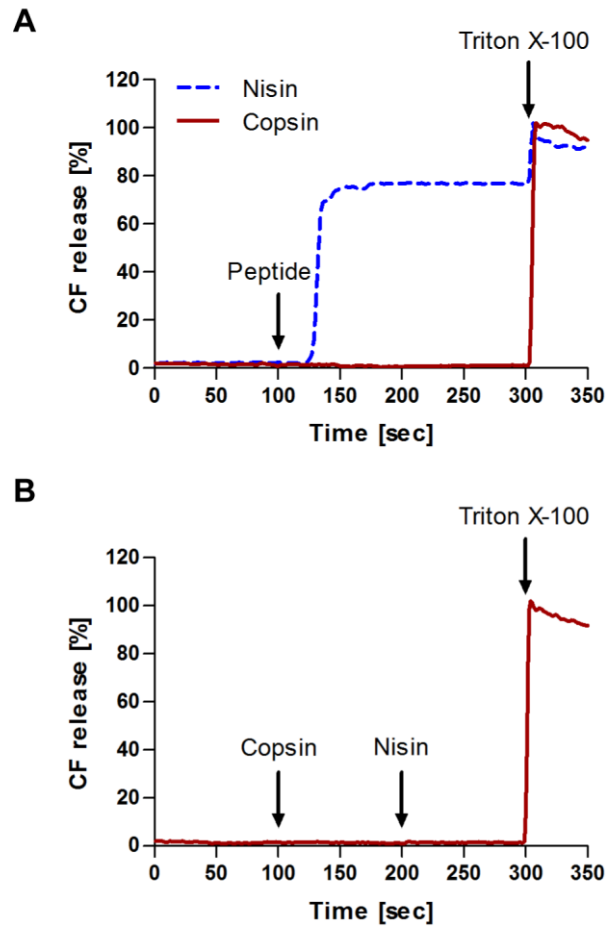 A
Triton X-100
Nisin
Copsin
Peptide
CF release [%]
120
100
80
60
40
20
0
0 50 100 150 200 250 300 350
Time [sec]
B
Triton X-100
Copsin Nisin
CF release [%]
120
100
80
60
40
20
0
0 50 100 150 200 250 300 350
Time [sec]